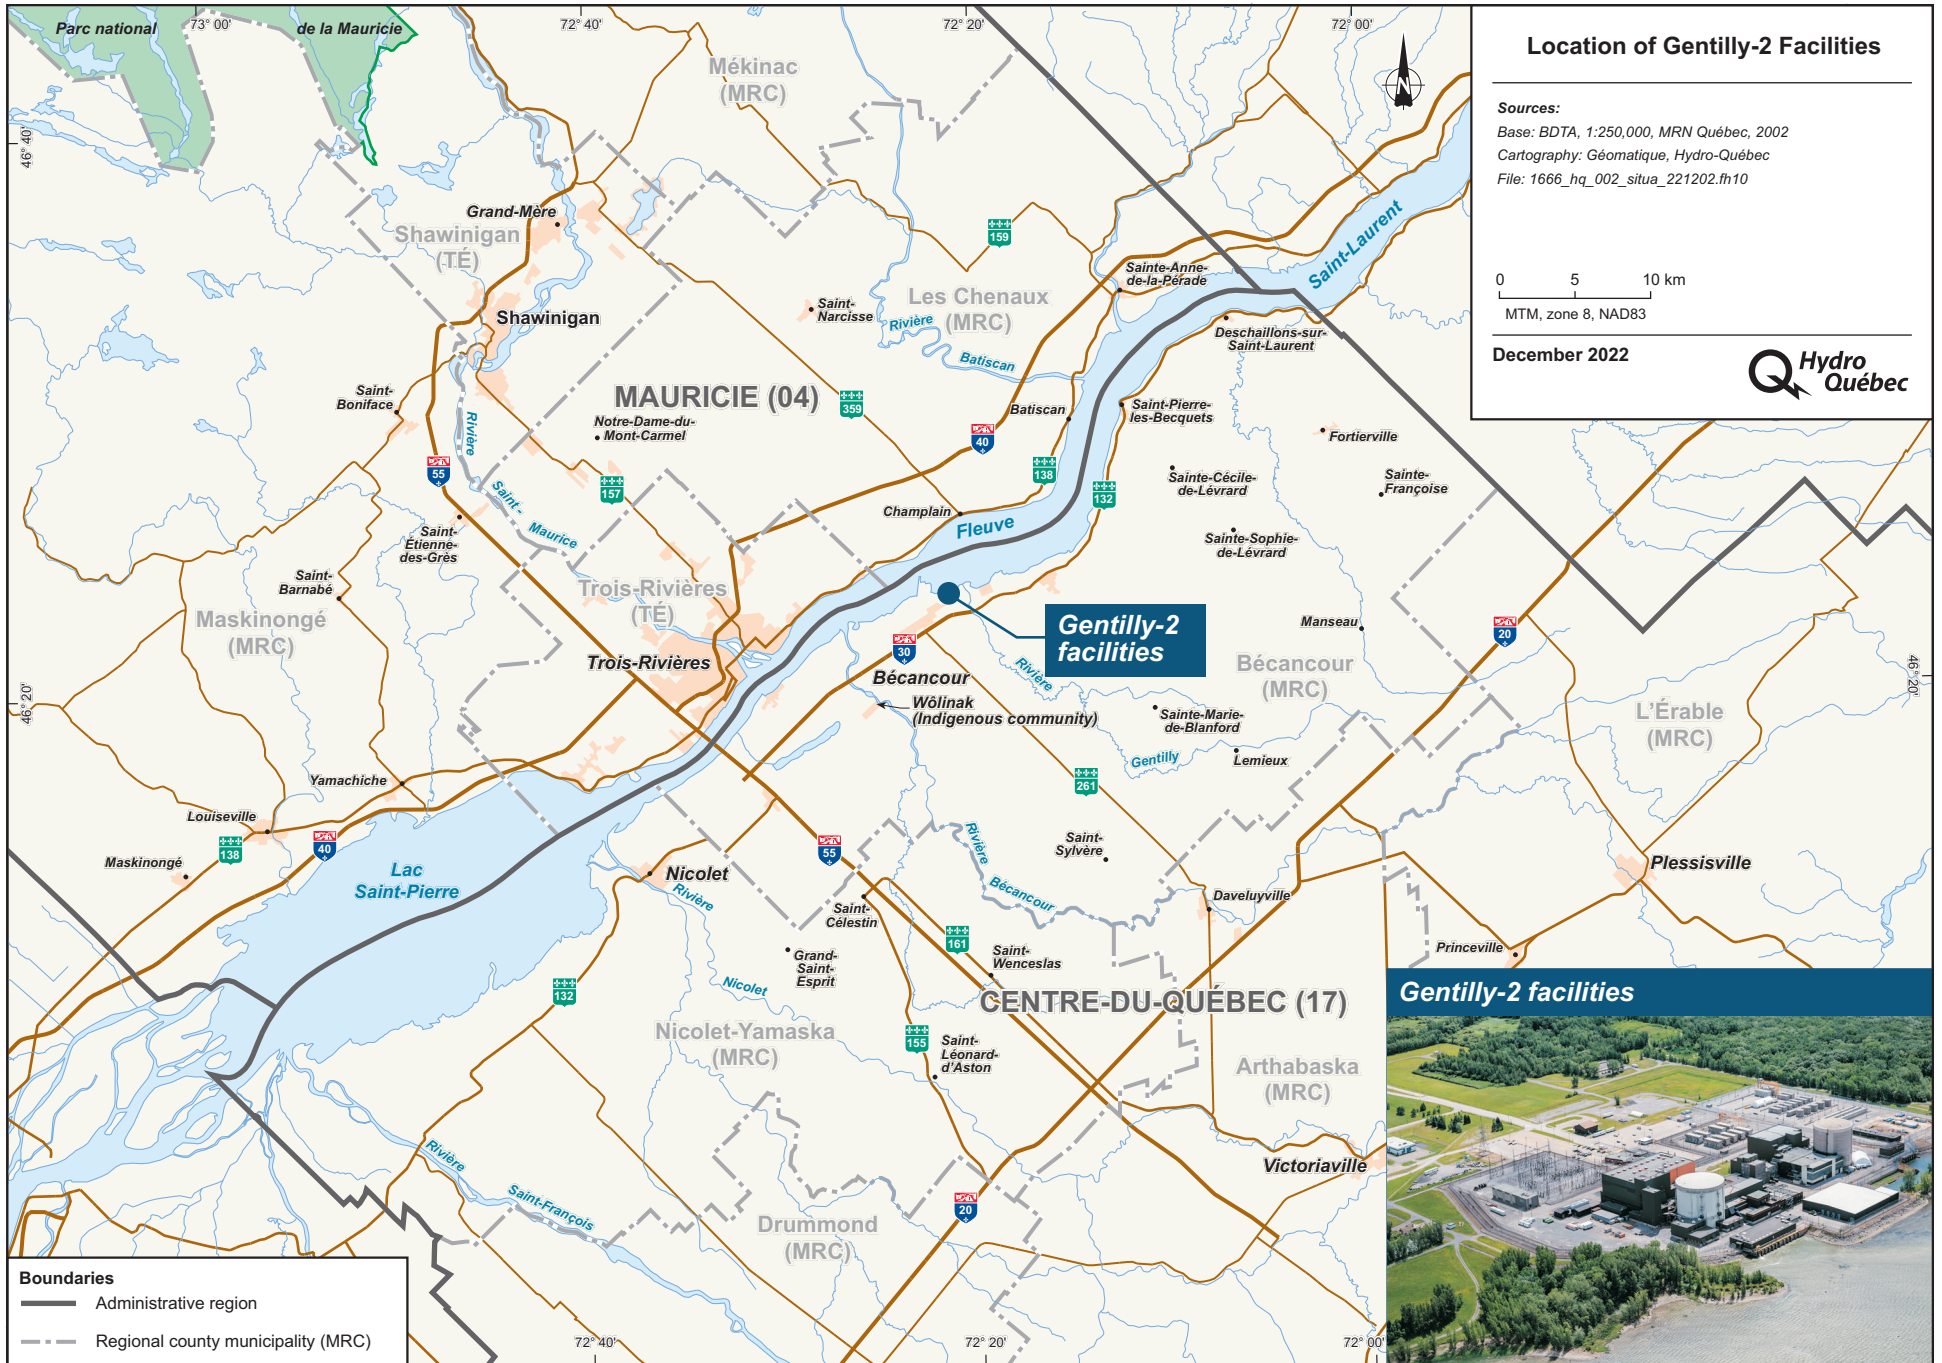 Parc national
de la Mauricie
73° 00'
72° 40'
72° 20'
72° 00'
Location of Gentilly-2 Facilities
Sources:
Base: BDTA, 1:250,000, MRN Québec, 2002
Cartography: Géomatique, Hydro-Québec
File: 1666_hq_002_situa_221202.fh10
0 5 10 km
MTM, zone 8, NAD83
December 2022
Hydro
Québec
N
46° 40'
Mékinac
(MRC)
Grand-Mère
Shawinigan
(TÉ)
159
Saint-Laurent
Sainte-Anne-
de-la-Pérade
Saint-
Narcisse
Les Chenaux
(MRC)
Shawinigan
Rivière
Batiscan
Deschaillons-sur-
Saint-Laurent
Saint-
Boniface
MAURICIE (04)
359
Notre-Dame-du-
Mont-Carmel
Batiscan
Saint-Pierre-
les-Becquets
Rivière
Saint-
Maurice
55
157
40
138
132
Fortierville
Sainte-Cécile-
de-Lévrard
Sainte-
Françoise
Champlain
Fleuve
Saint-
Étienne-
des-Grès
Sainte-Sophie-
de-Lévrard
Saint-
Barnabé
Trois-Rivières
(TÉ)
Maskinongé
(MRC)
Gentilly-2
facilities
Manseau
20
30
Trois-Rivières
Bécancour
Bécancour
(MRC)
Rivière
Gentilly
46° 20'
46° 20'
Wôlinak
(Indigenous community)
Sainte-Marie-
de-Blanford
L'Érable
(MRC)
Lemieux
Yamachiche
261
Louiseville
138
40
Maskinongé
Lac
Saint-Pierre
55
Rivière
Bécancour
Saint-
Sylvère
Plessisville
Nicolet
Rivière
Nicolet
Saint-
Célestin
Daveluyville
161
Grand-
Saint-
Esprit
Saint-
Wenceslas
Princeville
132
CENTRE-DU-QUÉBEC (17)
Gentilly-2 facilities
Nicolet-Yamaska
(MRC)
155
Saint-
Léonard-
d'Aston
Arthabaska
(MRC)
Rivière
Saint-François
Victoriaville
20
Drummond
(MRC)
Boundaries
Administrative region
Regional county municipality (MRC)
72° 40'
72° 20'
72° 00'